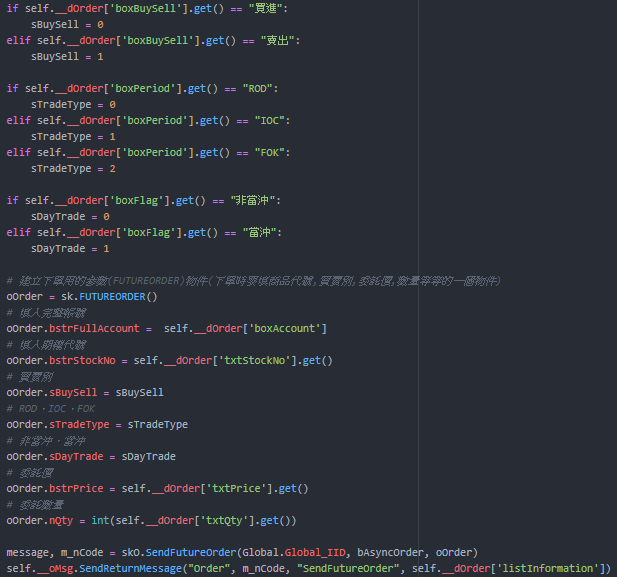 if self.__dOrder['boxBuySell'].get() == "買進":
    sBuySell = 0
elif self.__dOrder['boxBuySell'].get() == "賣出":
    sBuySell = 1

if self.__dOrder['boxPeriod'].get() == "ROD":
    sTradeType = 0
elif self.__dOrder['boxPeriod'].get() == "IOC":
    sTradeType = 1
elif self.__dOrder['boxPeriod'].get() == "FOK":
    sTradeType = 2

if self.__dOrder['boxFlag'].get() == "非當沖":
    sDayTrade = 0
elif self.__dOrder['boxFlag'].get() == "當沖":
    sDayTrade = 1

# 建立下單用的參數(FUTUREORDER)物件(下單時要填商品代號,買賣別,委託價,數量等等的一個物件)
oOrder = sk.FUTUREORDER()
# 填入完整帳號
oOrder.bstrFullAccount =  self.__dOrder['boxAccount']
# 填入期權代號
oOrder.bstrStockNo = self.__dOrder['txtStockNo'].get()
# 買賣別
oOrder.sBuySell = sBuySell
# ROD、IOC、FOK
oOrder.sTradeType = sTradeType
# 非當沖、當沖
oOrder.sDayTrade = sDayTrade
# 委託價
oOrder.bstrPrice = self.__dOrder['txtPrice'].get()
# 委託數量
oOrder.nQty = int(self.__dOrder['txtQty'].get())

message, m_nCode = skO.SendFutureOrder(Global.Global_IID, bAsyncOrder, oOrder)
self.__oMsg.SendReturnMessage("Order", m_nCode, "SendFutureOrder", self.__dOrder['listInformation'])